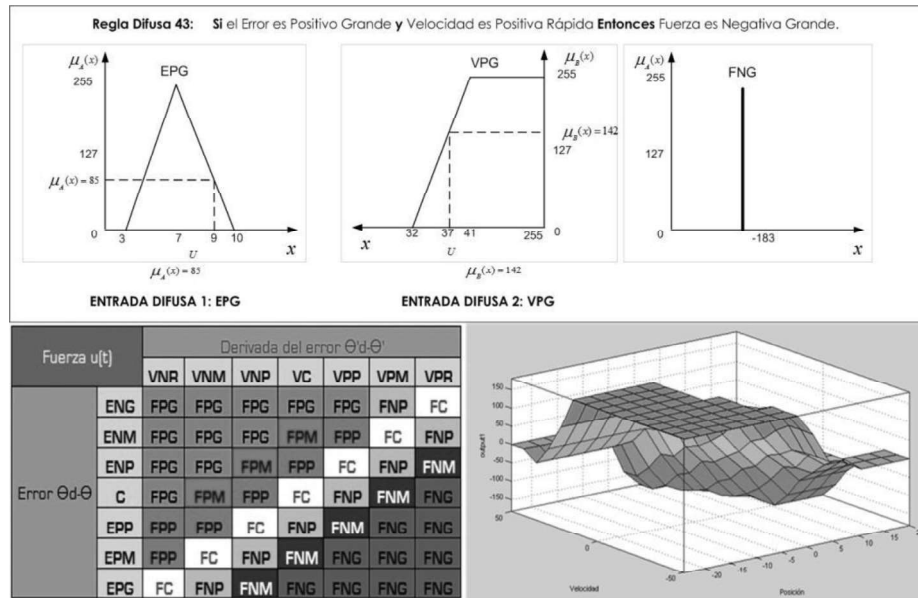 Regla Difusa 43: Si el Error es Positivo Grande y Velocidad es Positiva Rápida Entonces Fuerza es Negativa Grande.
μA(x)
EPG
255
127
μA(x) = 85
0
3
7
9
10
U
x
μA(x) = 85
ENTRADA DIFUSA 1: EPG
VPG
μB(x)
255
μB(x) = 142
127
0
x
32
37
41
255
U
μB(x) = 142
ENTRADA DIFUSA 2: VPG
μA(x)
255
FNG
127
0
-183
x
Fuerza u(t)
Derivada del error Θ'd-Θ'
VNR VNM VNP VC VPP VPM VPR
Error Θd-Θ
ENG FPG FPG FPG FPG FPG FNP FC
ENM FPG FPG FPG FPM FPP FC FNP
ENP FPG FPG FPM FPP FC FNP FNM
C FPG FPM FPP FC FNP FNM FNG
EPP FPP FPP FC FNP FNM FNG FNG
EPM FPP FC FNP FNM FNG FNG FNG
EPG FC FNP FNM FNG FNG FNG FNG
output1
150
100
50
0
-50
-100
-150
50
0
-50
Velocidad
-20
-15
-10
-5
0
5
10
15
Posición